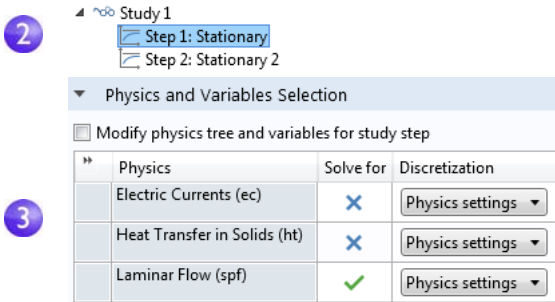 2
Study 1
Step 1: Stationary
Step 2: Stationary 2
Physics and Variables Selection
Modify physics tree and variables for study step
Physics Solve for Discretization
3
Electric Currents (ec) Physics settings
Heat Transfer in Solids (ht) Physics settings
Laminar Flow (spf) Physics settings